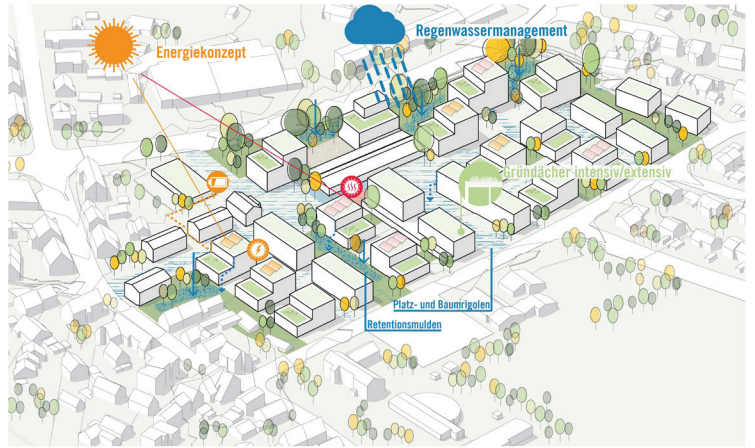 Energiekonzept
Regenwassermanagement
Gründächer intensiv/extensiv
Platz- und Baumrigolen
Retentionsmulden